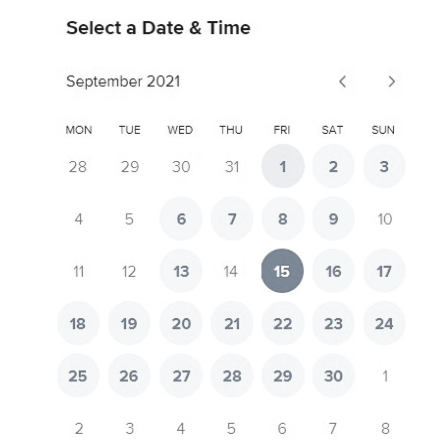 Select a Date & Time
September 2021
MON TUE WED THU FRI SAT SUN
28 29 30 31 1 2 3
4 5 6 7 8 9 10
11 12 13 14 15 16 17
18 19 20 21 22 23 24
25 26 27 28 29 30 1
2 3 4 5 6 7 8